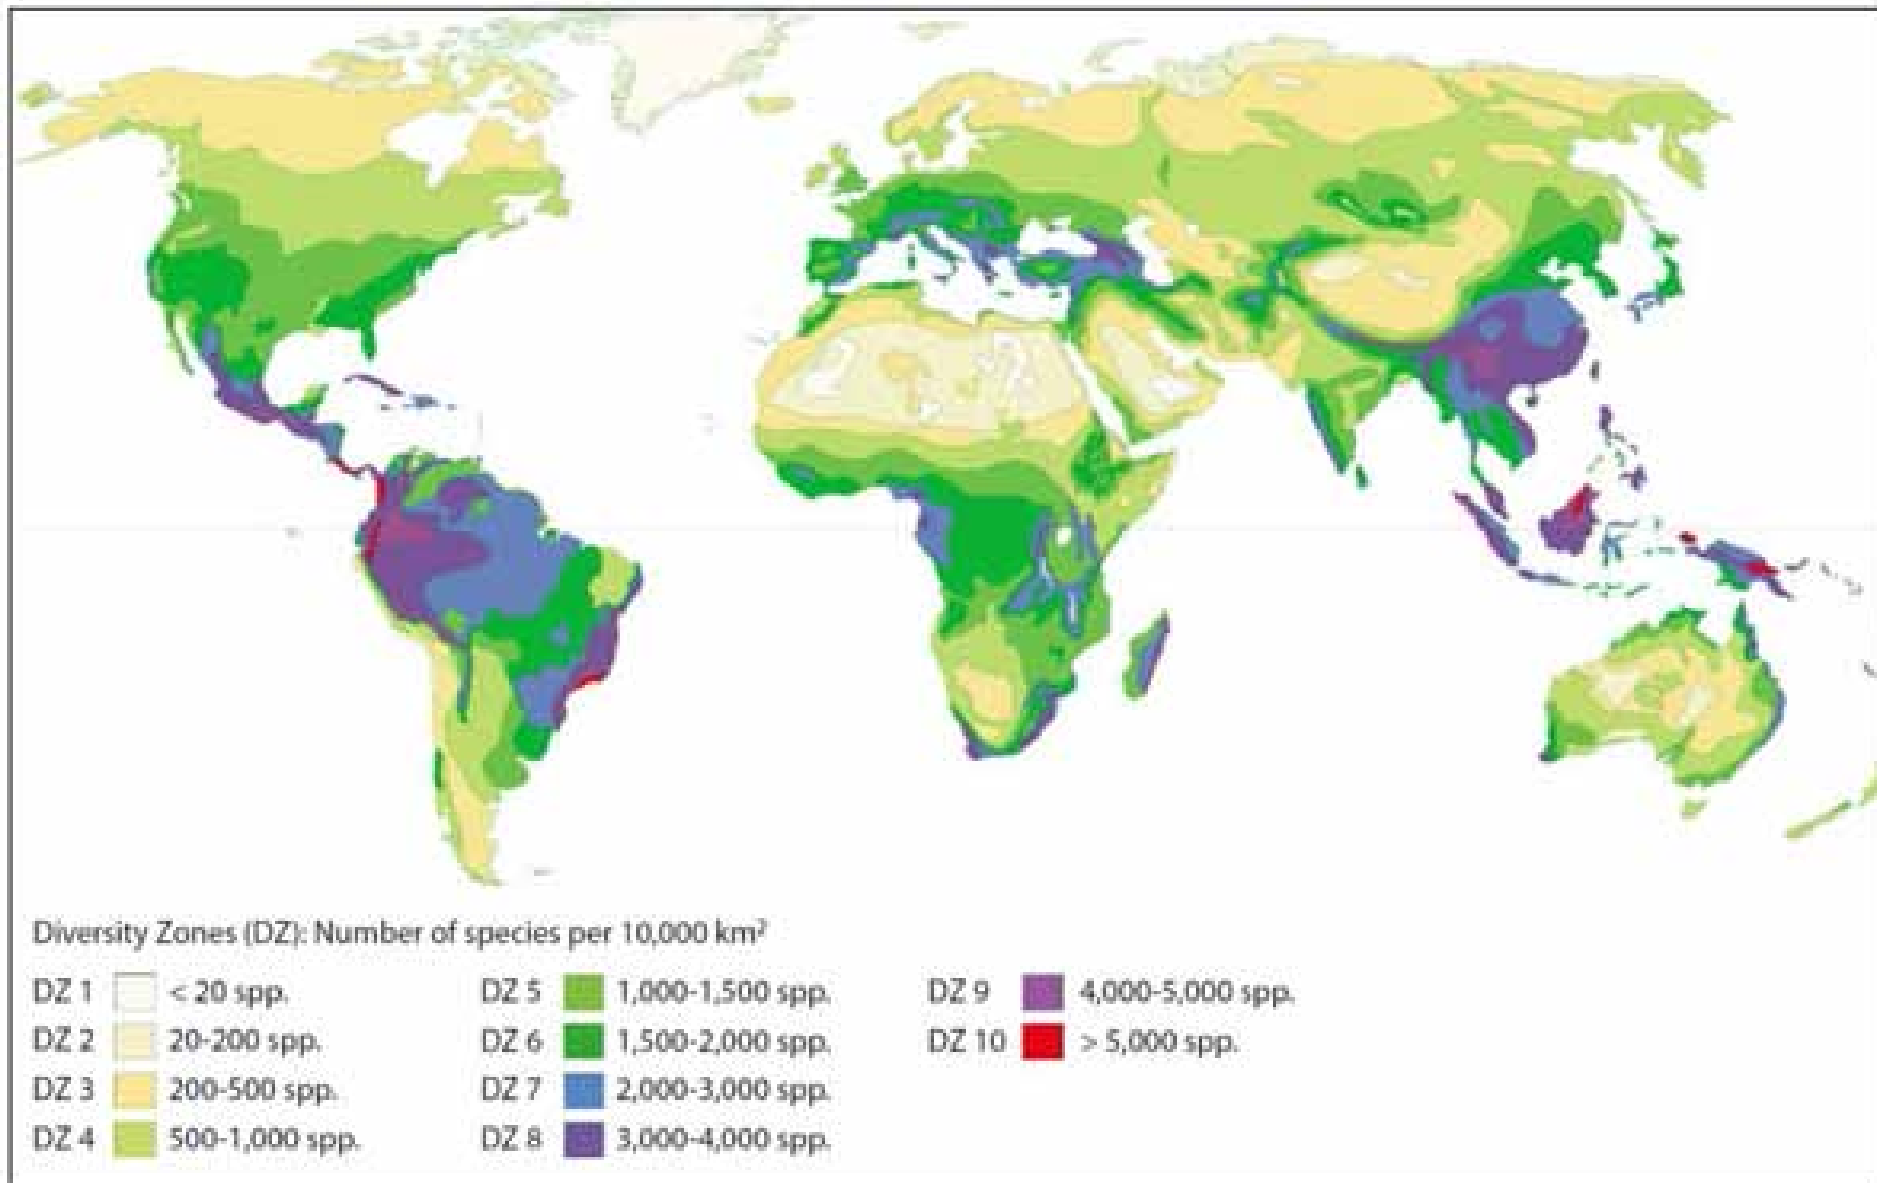 Diversity Zones (DZ): Number of species per 10,000 km²
DZ 1 < 20 spp.
DZ 2 20-200 spp.
DZ 3 200-500 spp.
DZ 4 500-1,000 spp.
DZ 5 1,000-1,500 spp.
DZ 6 1,500-2,000 spp.
DZ 7 2,000-3,000 spp.
DZ 8 3,000-4,000 spp.
DZ 9 4,000-5,000 spp.
DZ 10 > 5,000 spp.